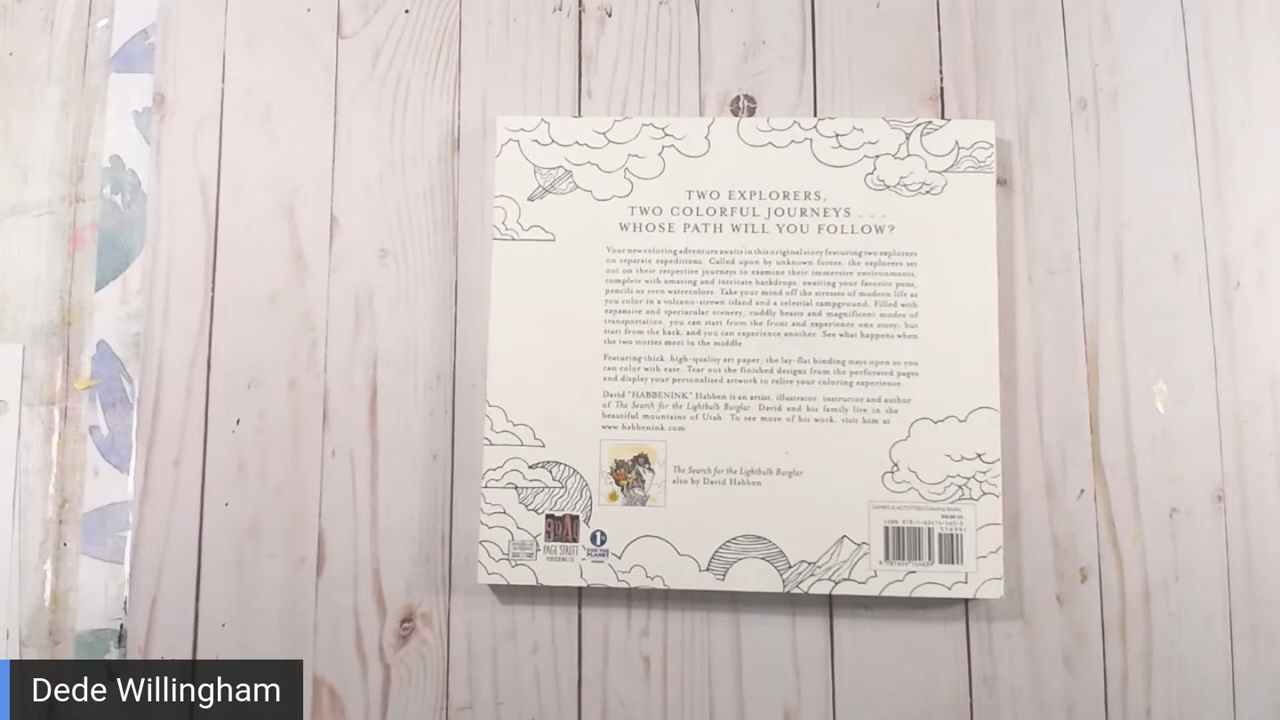 TWO EXPLORERS,
TWO COLORFUL JOURNEYS . . .
WHOSE PATH WILL YOU FOLLOW?
Your new coloring adventure awaits in this original story featuring two explorers
on separate expeditions. Called upon by unknown forces, the explorers set
out on their respective journeys to examine their immersive environments,
complete with amazing and intricate backdrops, awaiting your favorite pens,
pencils or even watercolors. Take your mind off the stresses of modern life as
you color in a volcano-strewn island and a celestial campground. Filled with
expansive and spectacular scenery, cuddly beasts and magnificent modes of
transportation, you can start from the front and experience one story; but
start from the back, and you can experience another. See what happens when
the two stories meet in the middle.
Featuring thick, high-quality art paper, the lay-flat binding stays open so you
can color with ease. Tear out the finished designs from the perforated pages
and display your personalized artwork to relive your coloring experience.
David "HABBENINK" Habben is an artist, illustrator, instructor and author
of The Search for the Lightbulb Burglar. David and his family live in the
beautiful mountains of Utah. To see more of his work, visit him at
www.habbenink.com
The Search for the Lightbulb Burglar
also by David Habben
PAGE STREET
PUBLISHING CO.
1%
FOR THE
PLANET
GAMES & ACTIVITIES/Coloring Books
ISBN
Dede Willingham